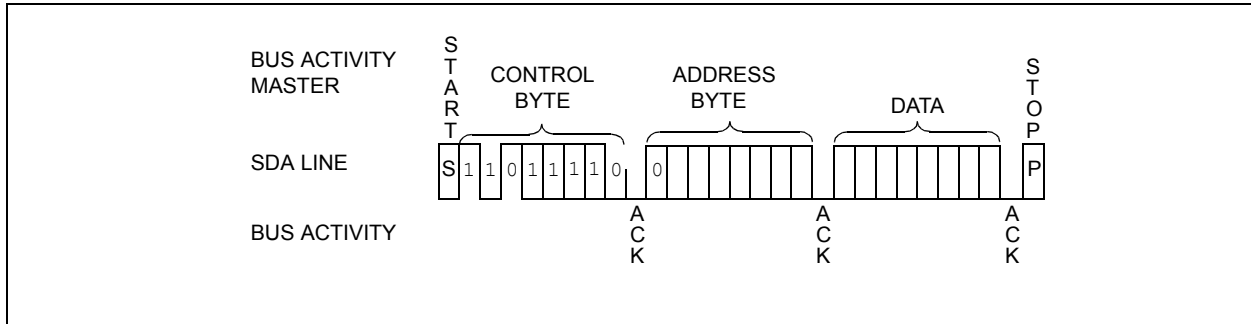 BUS ACTIVITY
MASTER
START
CONTROL
BYTE
ADDRESS
BYTE
DATA
STOP
SDA LINE
S 1 1 0 1 1 1 1 0 0 P
BUS ACTIVITY
ACK
ACK
ACK